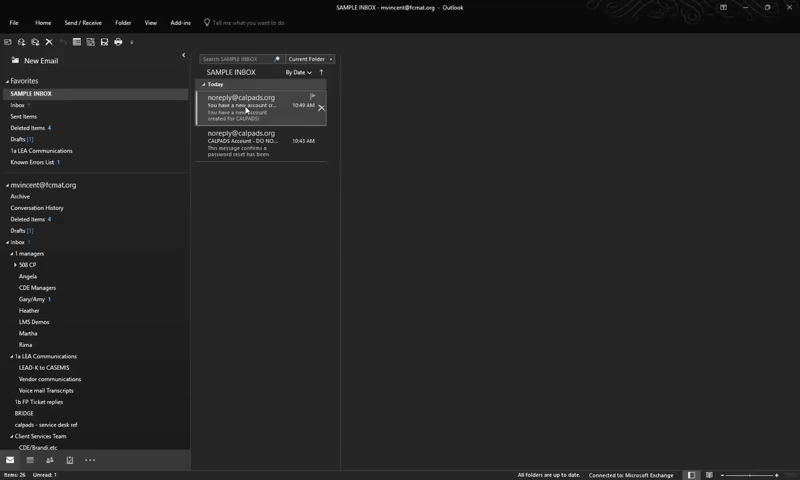 SAMPLE INBOX - mvincent@fcmat.org - Outlook
File Home Send / Receive Folder View Add-ins Tell me what you want to do
New Email
Favorites
SAMPLE INBOX
Inbox 1
Sent Items
Deleted Items 4
Drafts [1]
1a LEA Communications
Known Errors List 1
mvincent@fcmat.org
Archive
Conversation History
Deleted Items 4
Drafts [1]
Inbox 1
1 managers
508 CP
Angela
CDE Managers
Gary/Amy 1
Heather
LMS Demos
Martha
Rima
1a LEA Communications
LEAD-K to CASEMIS
Vendor communications
Voice mail Transcripts
1b FP Ticket replies
BRIDGE
calpads - service desk ref
Client Services Team
CDE/Brandi.etc
Search SAMPLE INBOX Current Folder
SAMPLE INBOX By Date
Today
noreply@calpads.org
You have a new account cr... 10:49 AM
You have a new account
created for CALPADS!
noreply@calpads.org
CALPADS Account - DO NO... 10:43 AM
This message confirms a
password reset has been
Items: 26 Unread: 1
All folders are up to date. Connected to: Microsoft Exchange